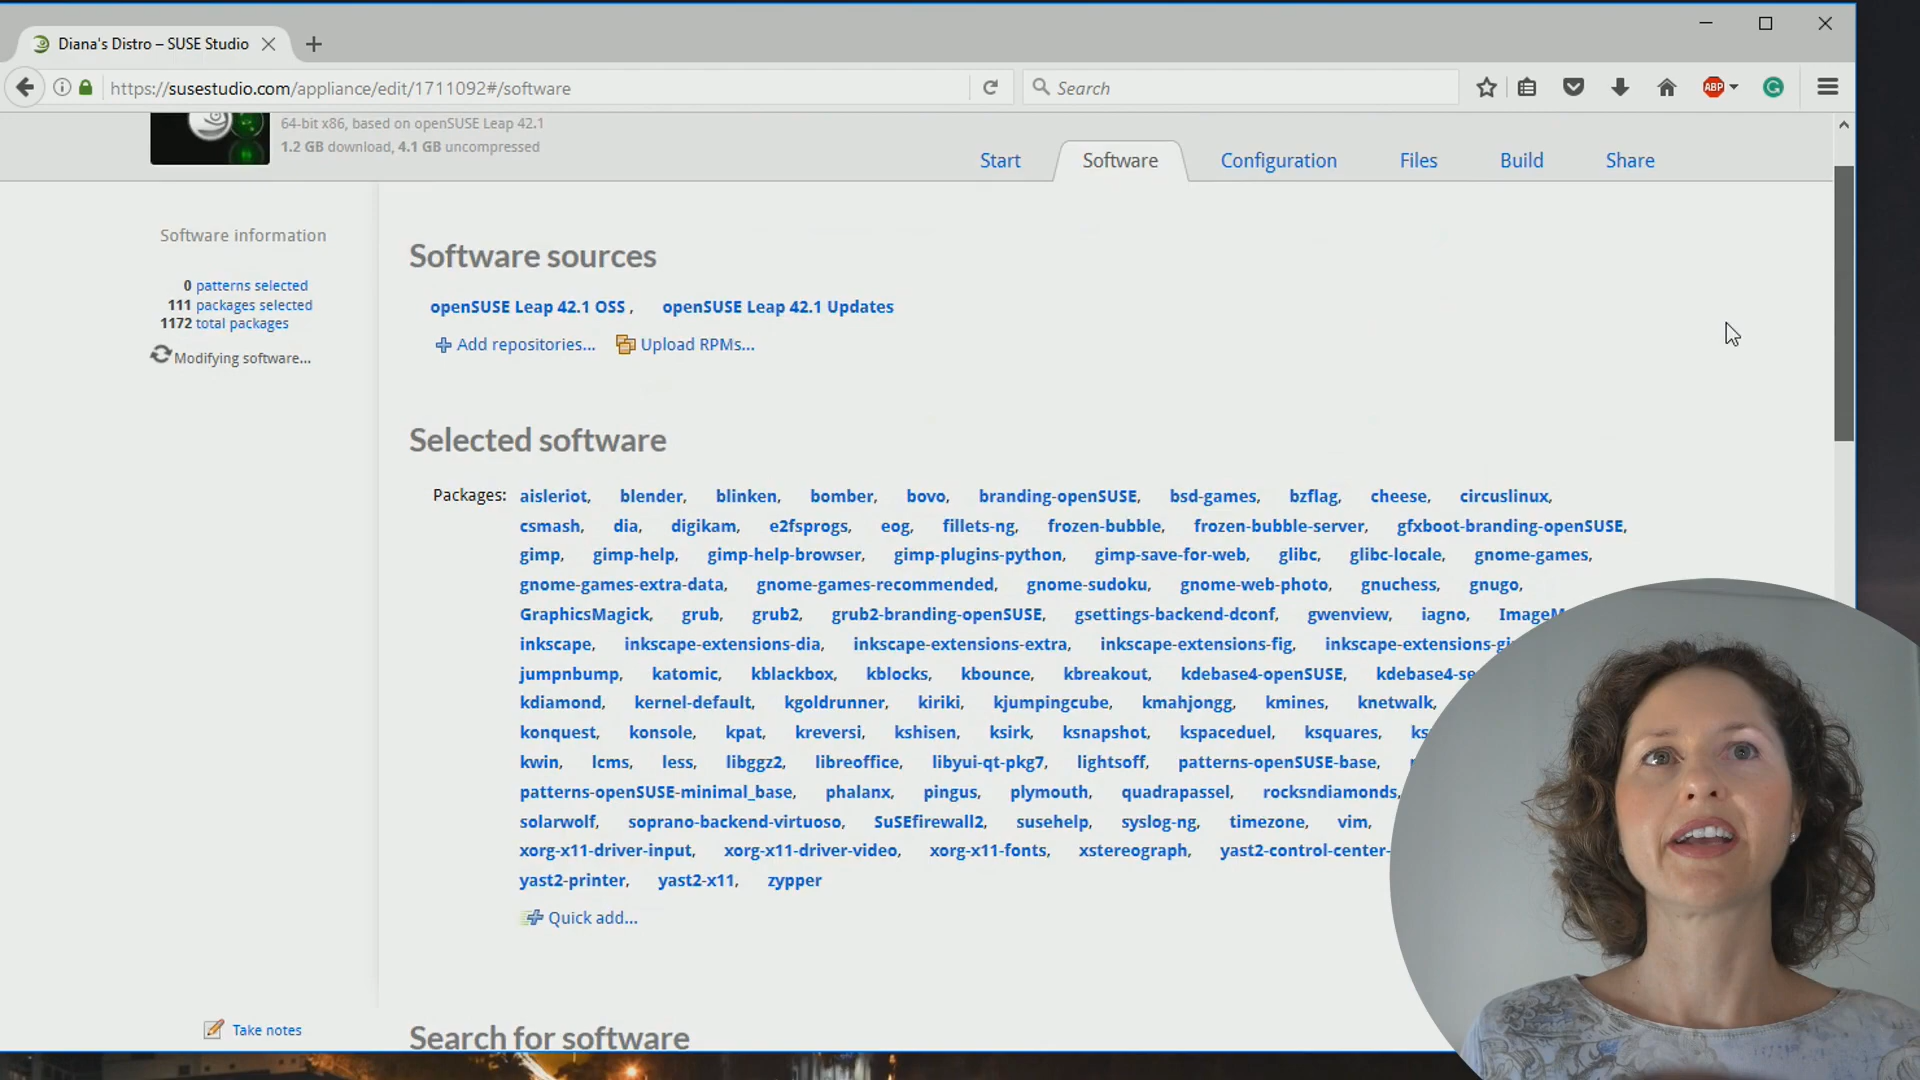 Diana's Distro – SUSE Studio
https://susestudio.com/appliance/edit/1711092#/software
Search
ABP
64-bit x86, based on openSUSE Leap 42.1
1.2 GB download, 4.1 GB uncompressed
Start Software Configuration Files Build Share
Software information
0 patterns selected
111 packages selected
1172 total packages
Modifying software...
Software sources
openSUSE Leap 42.1 OSS , openSUSE Leap 42.1 Updates
Add repositories... Upload RPMs...
Selected software
Packages: aisleriot, blender, blinken, bomber, bovo, branding-openSUSE, bsd-games, bzflag, cheese, circuslinux,
csmash, dia, digikam, e2fsprogs, eog, fillets-ng, frozen-bubble, frozen-bubble-server, gfxboot-branding-openSUSE,
gimp, gimp-help, gimp-help-browser, gimp-plugins-python, gimp-save-for-web, glibc, glibc-locale, gnome-games,
gnome-games-extra-data, gnome-games-recommended, gnome-sudoku, gnome-web-photo, gnuchess, gnugo,
GraphicsMagick, grub, grub2, grub2-branding-openSUSE, gsettings-backend-dconf, gwenview, iagno,
inkscape, inkscape-extensions-dia, inkscape-extensions-extra, inkscape-extensions-fig,
jumpnbump, katomic, kblackbox, kblocks, kbounce, kbreakout, kdebase4-openSUSE,
kdiamond, kernel-default, kgoldrunner, kiriki, kjumpingcube, kmahjongg, kmines, knetwalk,
konquest, konsole, kpat, kreversi, kshisen, ksirk, ksnapshot, kspaceduel, ksquares,
kwin, lcms, less, libggz2, libreoffice, libyui-qt-pkg7, lightsoff, patterns-openSUSE-base,
patterns-openSUSE-minimal_base, phalanx, pingus, plymouth, quadrapassel, rocksndiamonds,
solarwolf, soprano-backend-virtuoso, SuSEfirewall2, susehelp, syslog-ng, timezone, vim,
xorg-x11-driver-input, xorg-x11-driver-video, xorg-x11-fonts, xstereograph, yast2-control-center-
yast2-printer, yast2-x11, zypper
Quick add...
Take notes
Search for software